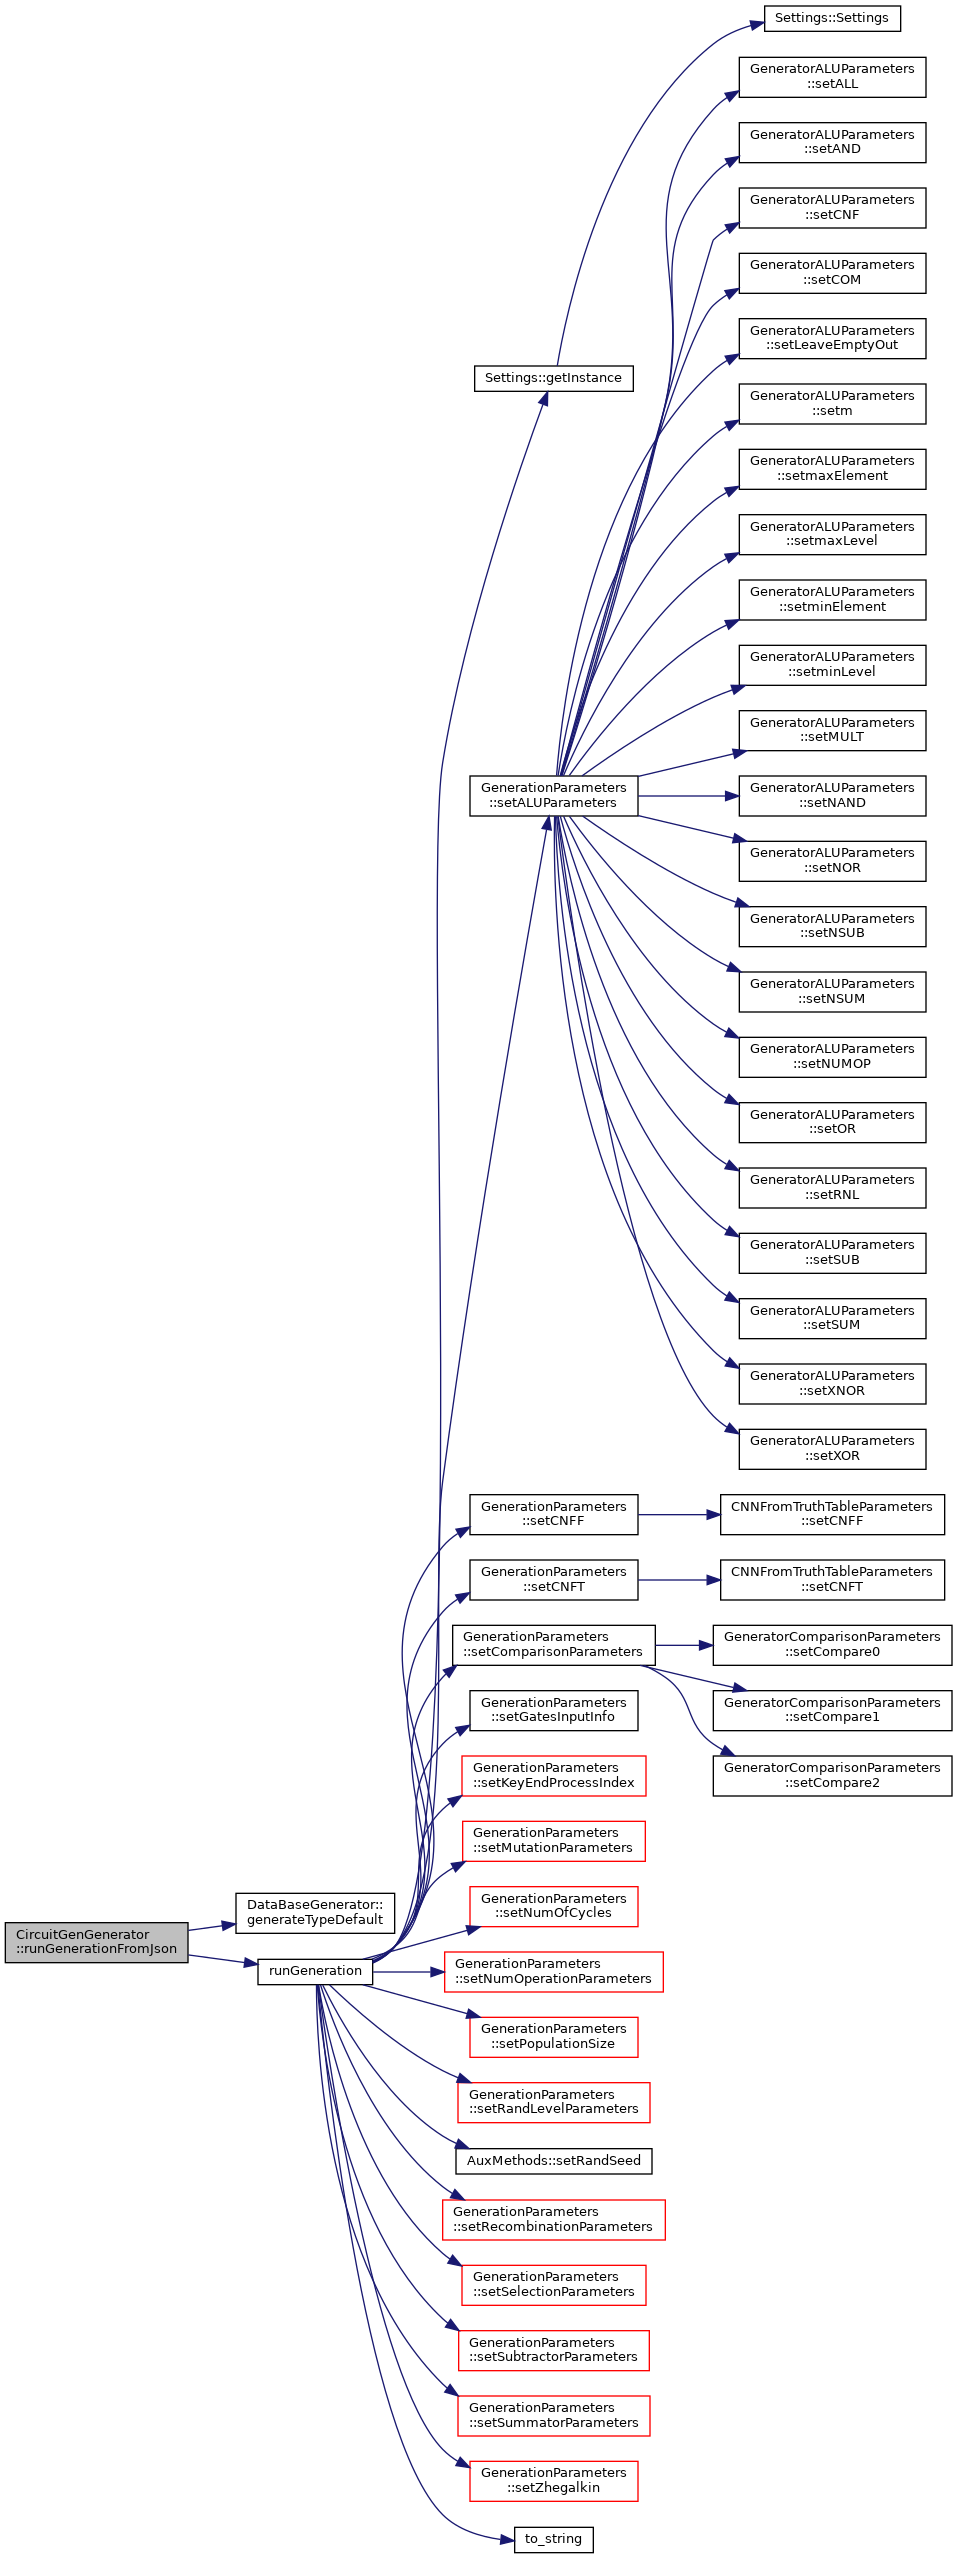 Settings::Settings
GeneratorALUParameters
::setALL
GeneratorALUParameters
::setAND
GeneratorALUParameters
::setCNF
GeneratorALUParameters
::setCOM
GeneratorALUParameters
::setLeaveEmptyOut
Settings::getInstance
GeneratorALUParameters
::setm
GeneratorALUParameters
::setmaxElement
GeneratorALUParameters
::setmaxLevel
GeneratorALUParameters
::setminElement
GeneratorALUParameters
::setminLevel
GeneratorALUParameters
::setMULT
GenerationParameters
::setALUParameters
GeneratorALUParameters
::setNAND
GeneratorALUParameters
::setNOR
GeneratorALUParameters
::setNSUB
GeneratorALUParameters
::setNSUM
GeneratorALUParameters
::setNUMOP
GeneratorALUParameters
::setOR
GeneratorALUParameters
::setRNL
GeneratorALUParameters
::setSUB
GeneratorALUParameters
::setSUM
GeneratorALUParameters
::setXNOR
GeneratorALUParameters
::setXOR
GenerationParameters
::setCNFF
CNNFromTruthTableParameters
::setCNFF
GenerationParameters
::setCNFT
CNNFromTruthTableParameters
::setCNFT
GenerationParameters
::setComparisonParameters
GeneratorComparisonParameters
::setCompare0
GenerationParameters
::setGatesInputInfo
GeneratorComparisonParameters
::setCompare1
GenerationParameters
::setKeyEndProcessIndex
GeneratorComparisonParameters
::setCompare2
GenerationParameters
::setMutationParameters
GenerationParameters
::setNumOfCycles
DataBaseGenerator::
generateTypeDefault
CircuitGenGenerator
::runGenerationFromJson
runGeneration
GenerationParameters
::setNumOperationParameters
GenerationParameters
::setPopulationSize
GenerationParameters
::setRandLevelParameters
AuxMethods::setRandSeed
GenerationParameters
::setRecombinationParameters
GenerationParameters
::setSelectionParameters
GenerationParameters
::setSubtractorParameters
GenerationParameters
::setSummatorParameters
GenerationParameters
::setZhegalkin
to_string